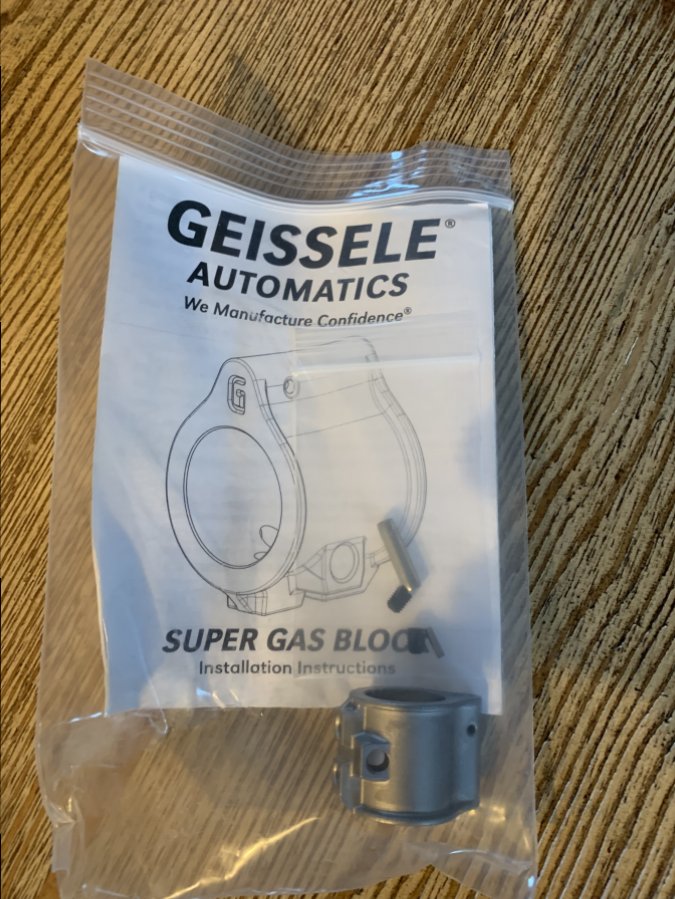 GEISSELE®
AUTOMATICS
We Manufacture Confidence®
G
SUPER GAS BLOCK
Installation Instructions